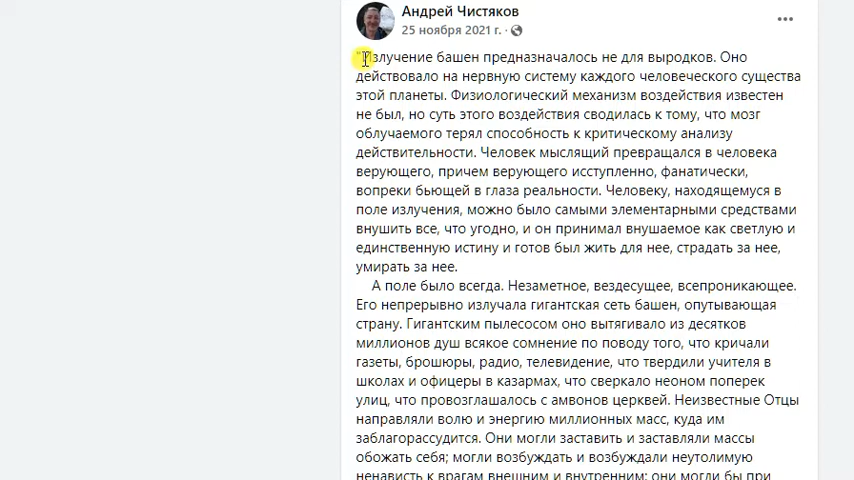 Андрей Чистяков
25 ноября 2021 г. ·
"Излучение башен предназначалось не для выродков. Оно
действовало на нервную систему каждого человеческого существа
этой планеты. Физиологический механизм воздействия известен
не был, но суть этого воздействия сводилась к тому, что мозг
облучаемого терял способность к критическому анализу
действительности. Человек мыслящий превращался в человека
верующего, причем верующего исступленно, фанатически,
вопреки бьющей в глаза реальности. Человеку, находящемуся в
поле излучения, можно было самыми элементарными средствами
внушить все, что угодно, и он принимал внушаемое как светлую и
единственную истину и готов был жить для нее, страдать за нее,
умирать за нее.
А поле было всегда. Незаметное, вездесущее, всепроникающее.
Его непрерывно излучала гигантская сеть башен, опутывающая
страну. Гигантским пылесосом оно вытягивало из десятков
миллионов душ всякое сомнение по поводу того, что кричали
газеты, брошюры, радио, телевидение, что твердили учителя в
школах и офицеры в казармах, что сверкало неоном поперек
улиц, что провозглашалось с амвонов церквей. Неизвестные Отцы
направляли волю и энергию миллионных масс, куда им
заблагорассудится. Они могли заставить и заставляли массы
обожать себя; могли возбуждать и возбуждали неутолимую
ненависть к врагам внешним и внутренним; они могли бы при